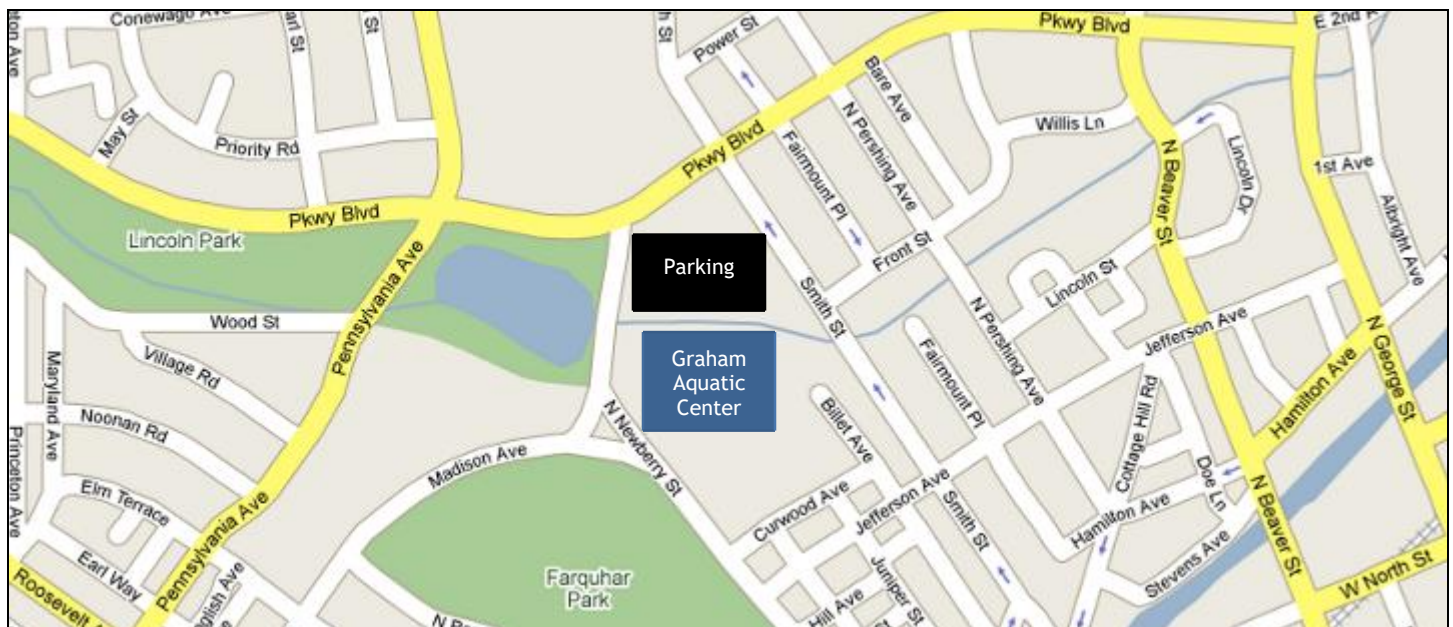 Conewago Ave
E 2nd
Pkwy Blvd
Power St
May St
Priority Rd
Bare Ave
N Pershing Ave
Willis Ln
Lincoln Dr
1st Ave
Pkwy Blvd
Fairmount Pl
N Beaver St
Albright Ave
Pkwy Blvd
Lincoln Park
Front St
Parking
Pennsylvania Ave
Smith St
Lincoln St
N Pershing Ave
Wood St
Village Rd
Jefferson Ave
N George St
Maryland Ave
Graham
Aquatic
Center
Fairmount Pl
Hamilton Ave
Noonan Rd
Princeton Ave
N Newberry St
Billet Ave
Cottage Hill Rd
Madison Ave
Elm Terrace
Doe Ln
Curwood Ave
Jefferson Ave
Smith St
Hamilton Ave
N Beaver St
Pennsylvania Ave
Earl Way
Stevens Ave
W North St
Farquhar
Park
Juniper St
Roosevelt
Hill Ave